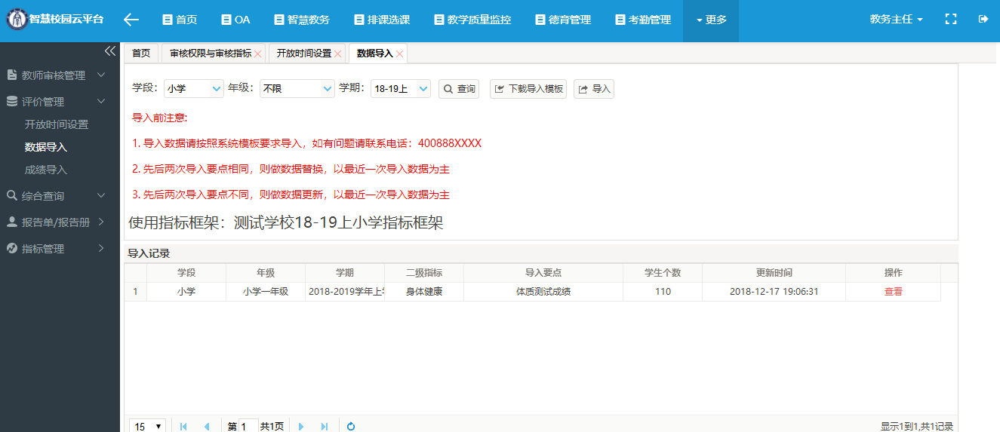 智慧校园云平台 首页 OA 智慧教务 排课选课 教学质量监控 德育管理 考勤管理 更多 教务主任
首页 审核权限与审核指标 开放时间设置 数据导入
教师审核管理
评价管理
开放时间设置
数据导入
成绩导入
综合查询
报告单/报告册
指标管理
学段: 小学 年级: 不限 学期: 18-19上 查询 下载导入模板 导入
导入前注意:
1. 导入数据请按照系统模板要求导入，如有问题请联系电话：400888XXXX
2. 先后两次导入要点相同，则做数据替换，以最近一次导入数据为主
3. 先后两次导入要点不同，则做数据更新，以最近一次导入数据为主
使用指标框架：测试学校18-19上小学指标框架
导入记录
学段 年级 学期 二级指标 导入要点 学生个数 更新时间 操作
1 小学 小学一年级 2018-2019学年上 身体健康 体质测试成绩 110 2018-12-17 19:06:31 查看
15 第 1 共1页 显示1到1,共1记录